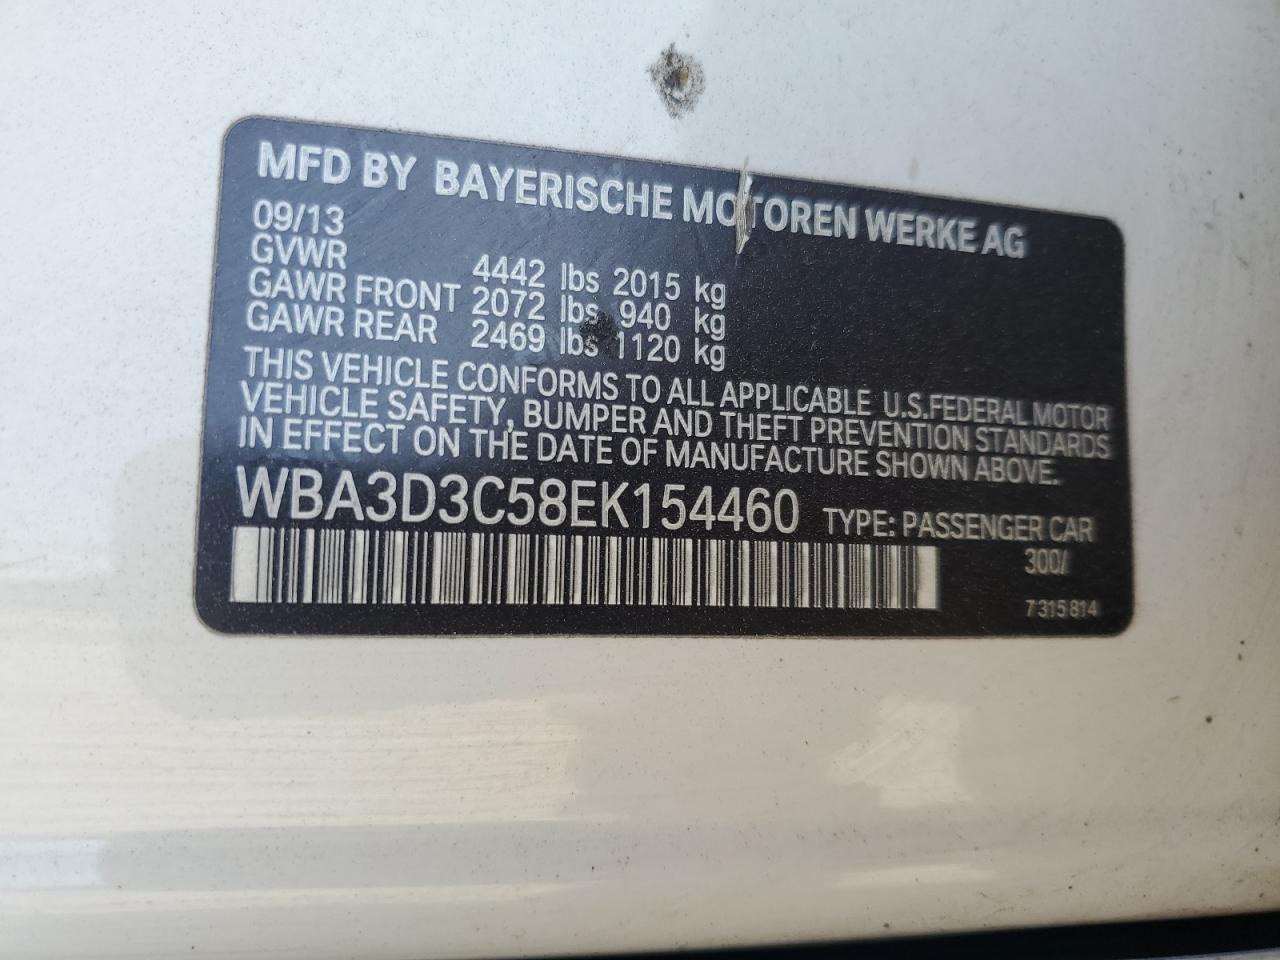 MFD BY BAYERISCHE MOTOREN WERKE AG
09/13
GVWR 4442 lbs 2015 kg
GAWR FRONT 2072 lbs 940 kg
GAWR REAR 2469 lbs 1120 kg
THIS VEHICLE CONFORMS TO ALL APPLICABLE U.S.FEDERAL MOTOR
VEHICLE SAFETY, BUMPER AND THEFT PREVENTION STANDARDS
IN EFFECT ON THE DATE OF MANUFACTURE SHOWN ABOVE.
WBA3D3C58EK154460 TYPE: PASSENGER CAR
300/
7 315 814